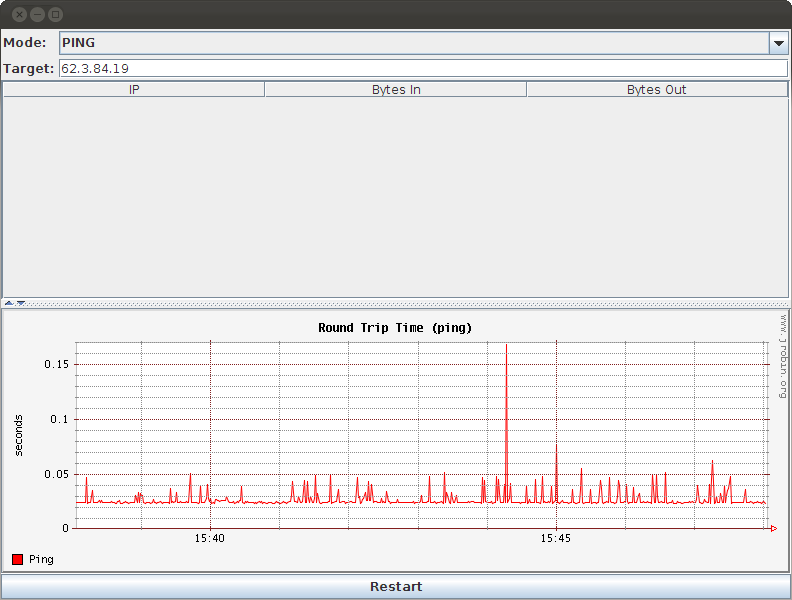 Mode: PING
Target: 62.3.84.19
IP Bytes In Bytes Out
Round Trip Time (ping)
www.jrobin.org
seconds
0.15
0.1
0.05
0
15:40 15:45
Ping
Restart